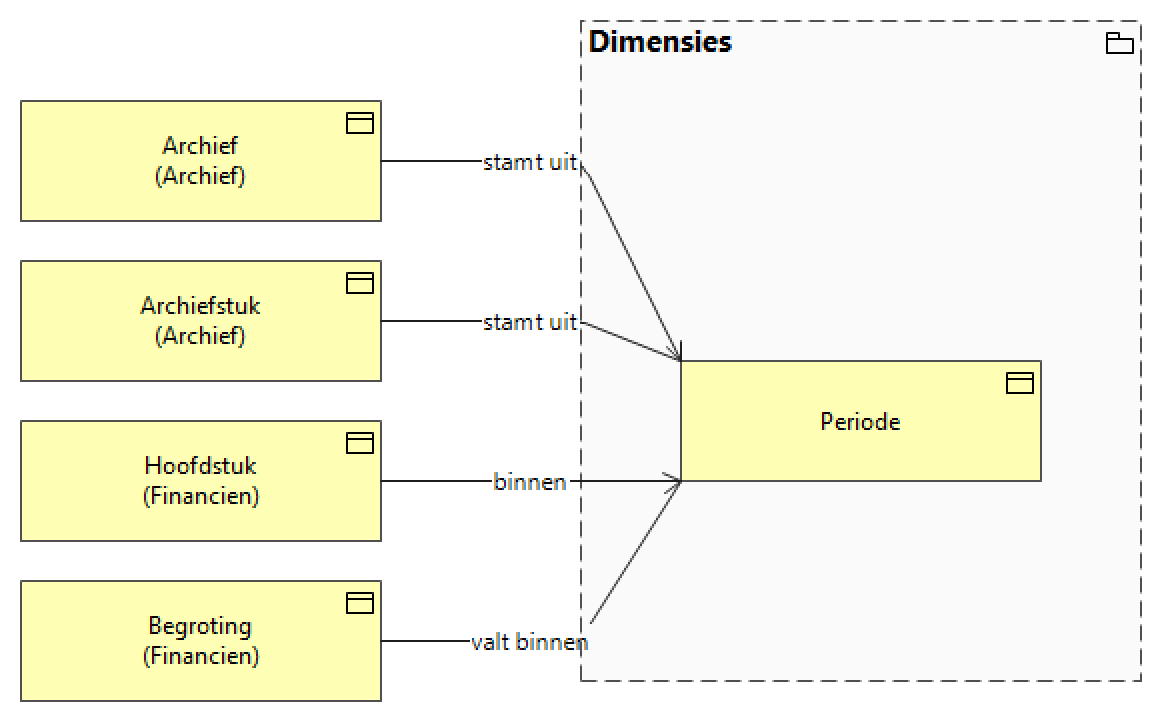 Dimensies
Archief
(Archief)
stamt uit
Archiefstuk
(Archief)
stamt uit
Periode
Hoofdstuk
(Financien)
binnen
Begroting
(Financien)
valt binnen